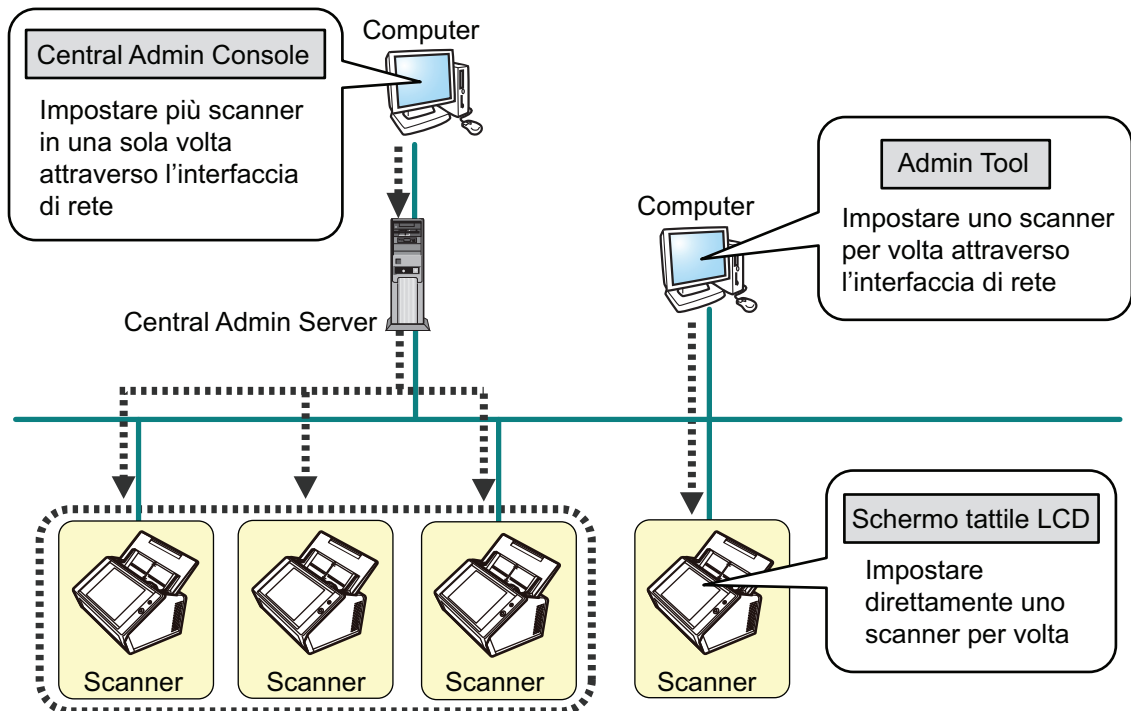 Computer
Central Admin Console
Impostare più scanner
in una sola volta
attraverso l'interfaccia
di rete
Central Admin Server
Computer
Admin Tool
Impostare uno scanner
per volta attraverso
l'interfaccia di rete
Schermo tattile LCD
Impostare
direttamente uno
scanner per volta
Scanner
Scanner
Scanner
Scanner